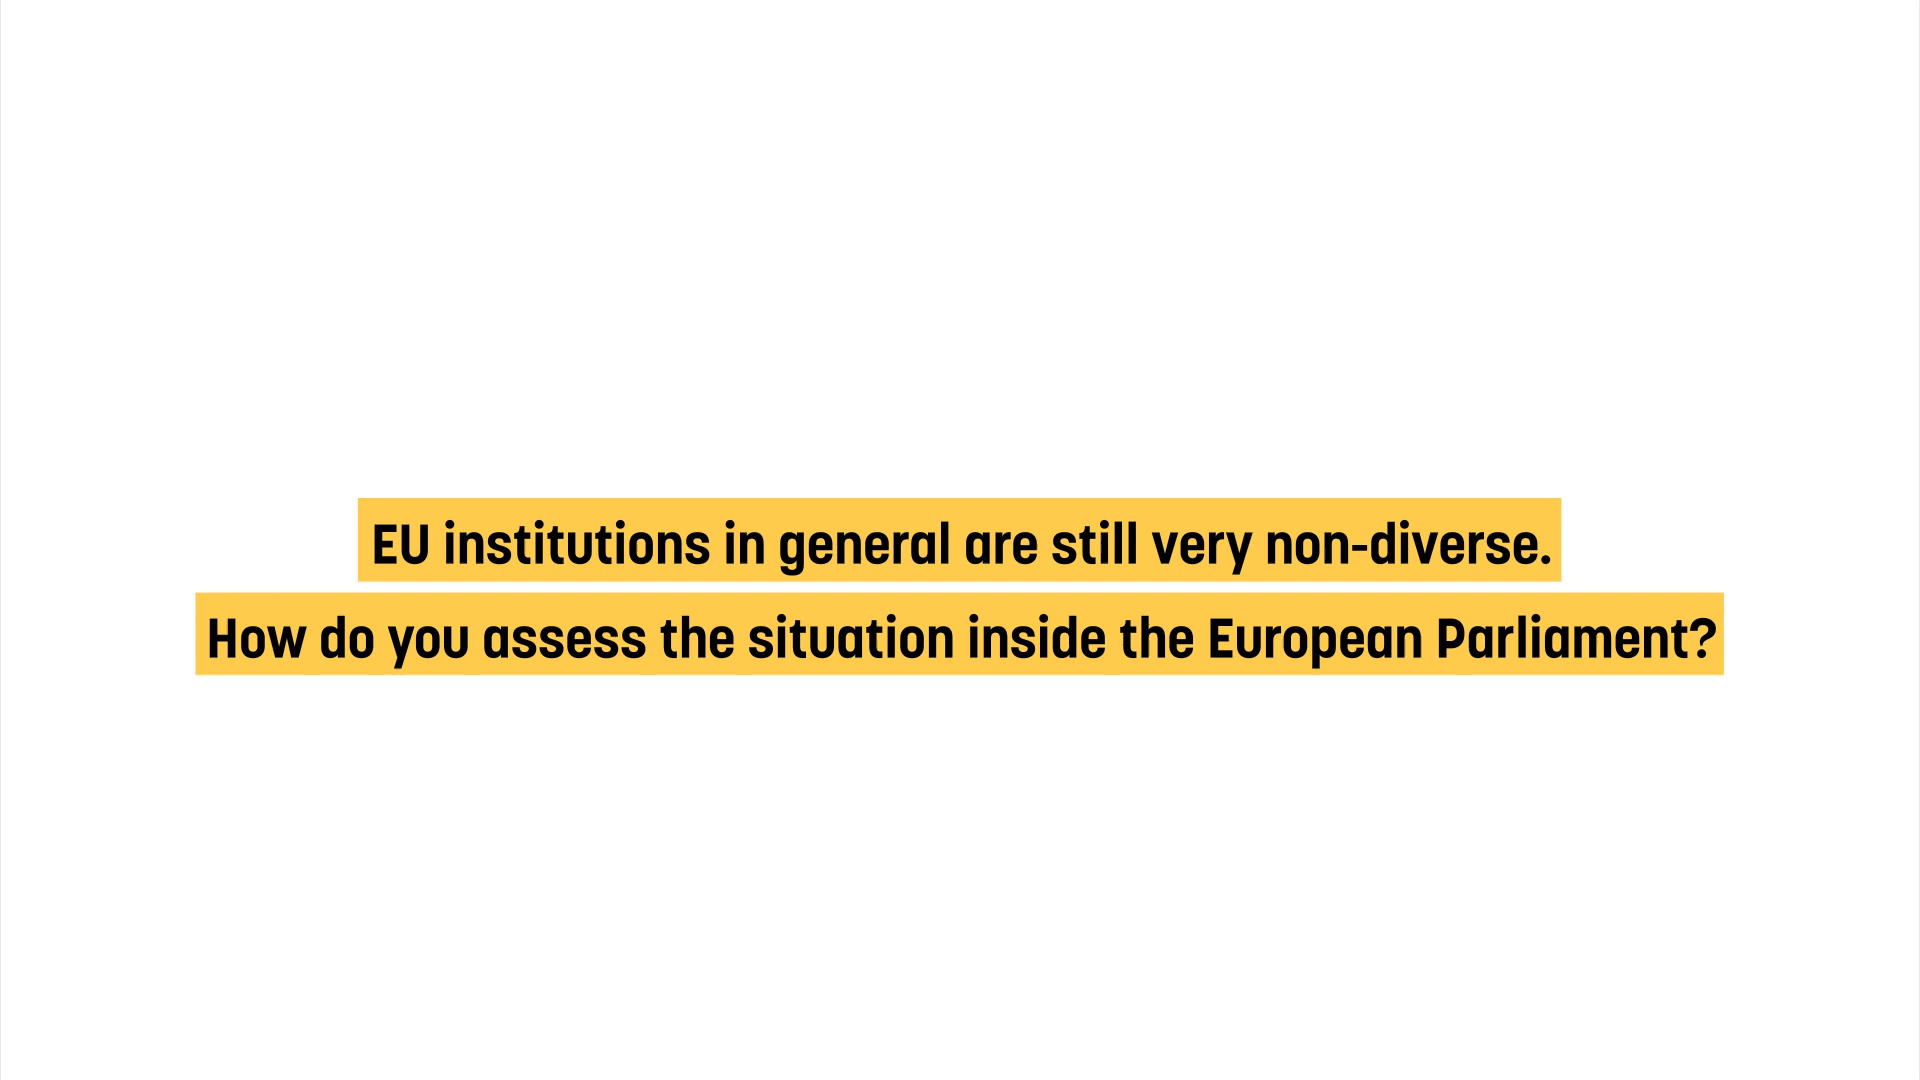 EU institutions in general are still very non-diverse.
How do you assess the situation inside the European Parliament?